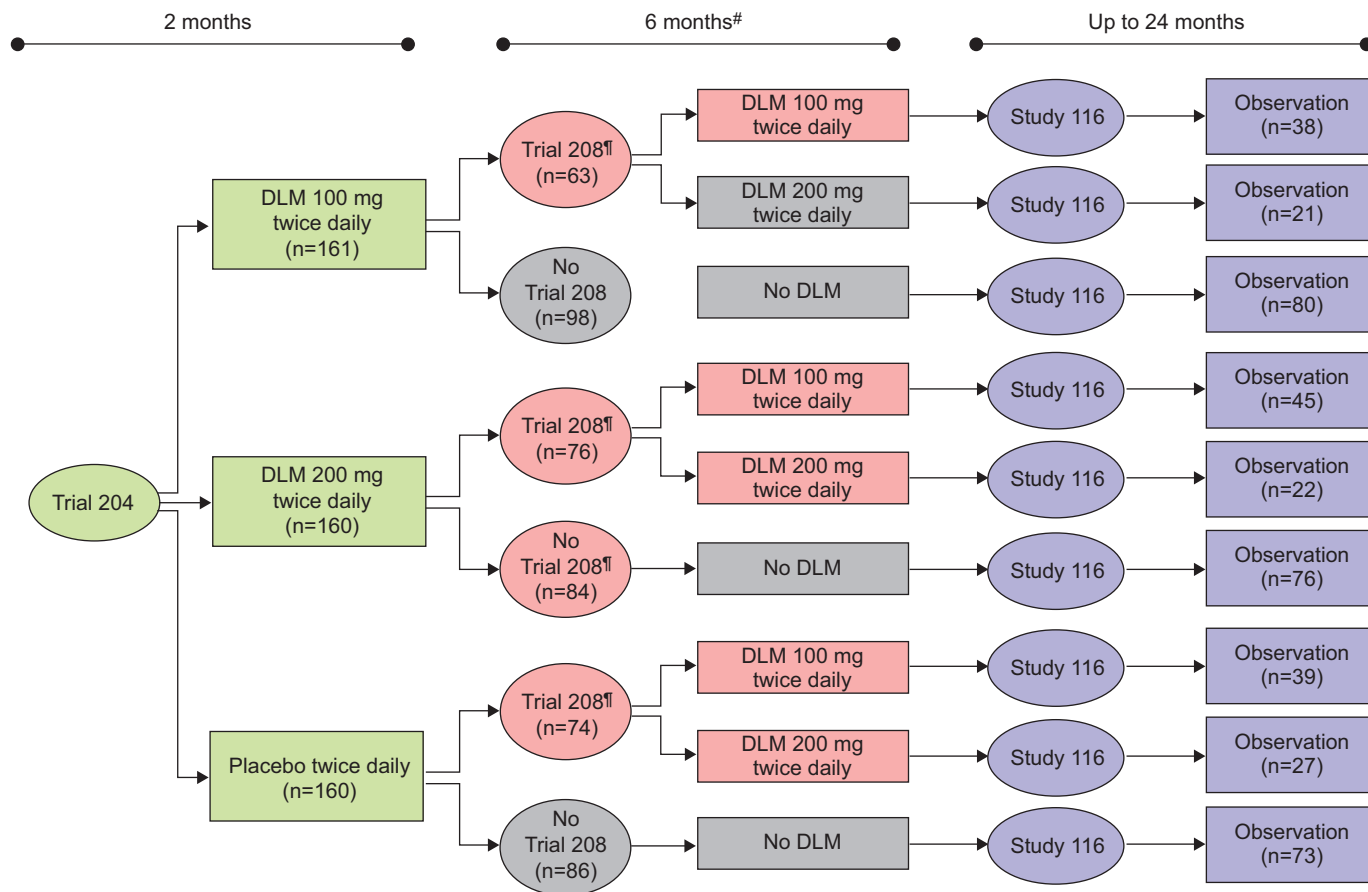 2 months
6 months#
Up to 24 months
Trial 204
DLM 100 mg
twice daily
(n=161)
Trial 208¶
(n=63)
DLM 100 mg
twice daily
Study 116
Observation
(n=38)
DLM 200 mg
twice daily
Study 116
Observation
(n=21)
No
Trial 208
(n=98)
No DLM
Study 116
Observation
(n=80)
DLM 200 mg
twice daily
(n=160)
Trial 208¶
(n=76)
DLM 100 mg
twice daily
Study 116
Observation
(n=45)
DLM 200 mg
twice daily
Study 116
Observation
(n=22)
No
Trial 208¶
(n=84)
No DLM
Study 116
Observation
(n=76)
Placebo twice daily
(n=160)
Trial 208¶
(n=74)
DLM 100 mg
twice daily
Study 116
Observation
(n=39)
DLM 200 mg
twice daily
Study 116
Observation
(n=27)
No
Trial 208
(n=86)
No DLM
Study 116
Observation
(n=73)